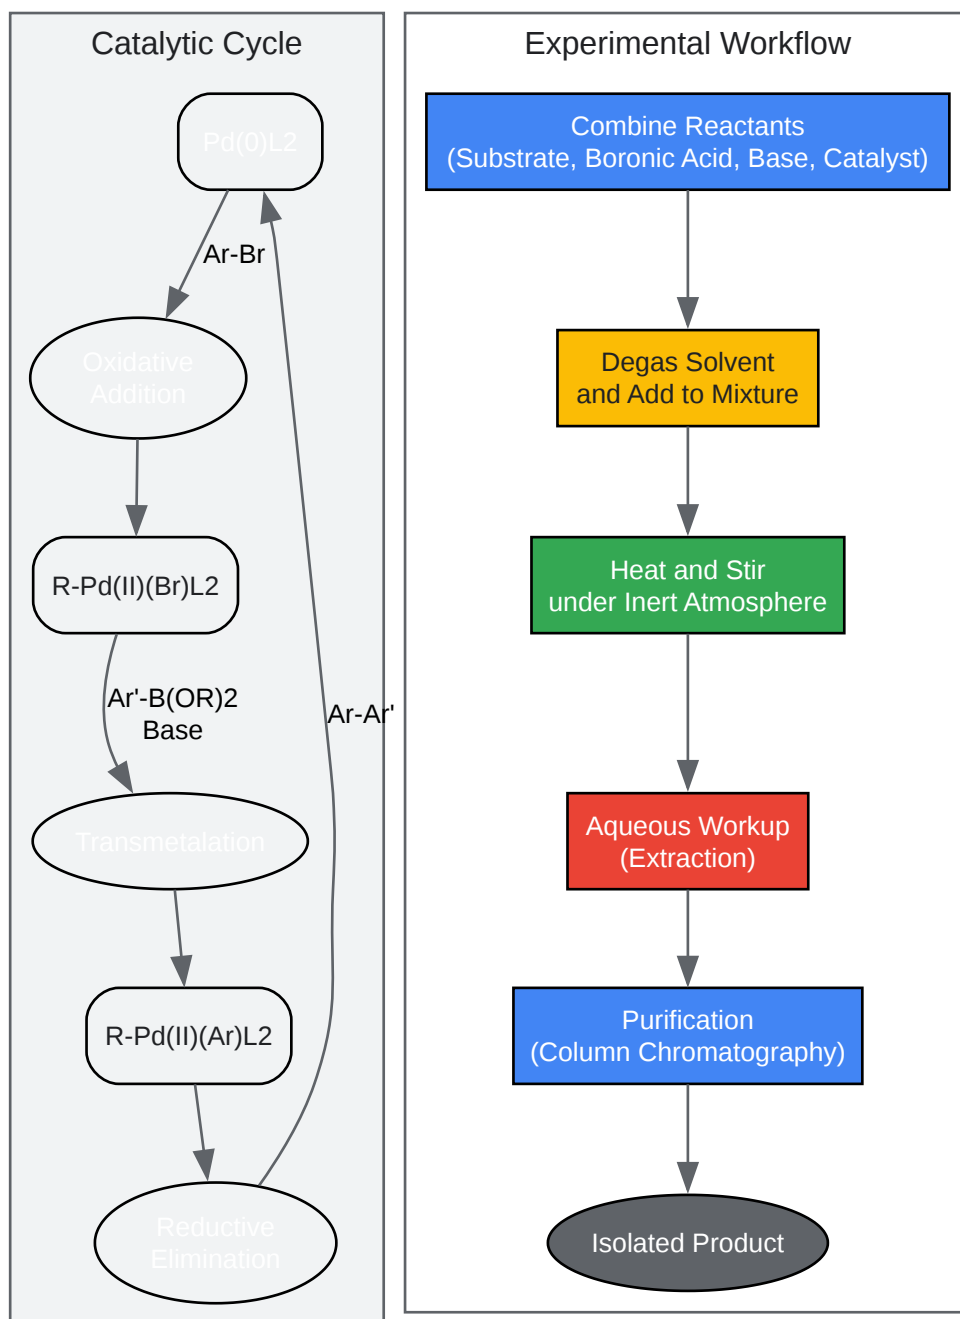 Catalytic Cycle
Pd(0)L2
Ar-Br
Oxidative
Addition
R-Pd(II)(Br)L2
Ar'-B(OR)2
Base
Ar-Ar'
Transmetalation
R-Pd(II)(Ar)L2
Reductive
Elimination
Experimental Workflow
Combine Reactants
(Substrate, Boronic Acid, Base, Catalyst)
Degas Solvent
and Add to Mixture
Heat and Stir
under Inert Atmosphere
Aqueous Workup
(Extraction)
Purification
(Column Chromatography)
Isolated Product